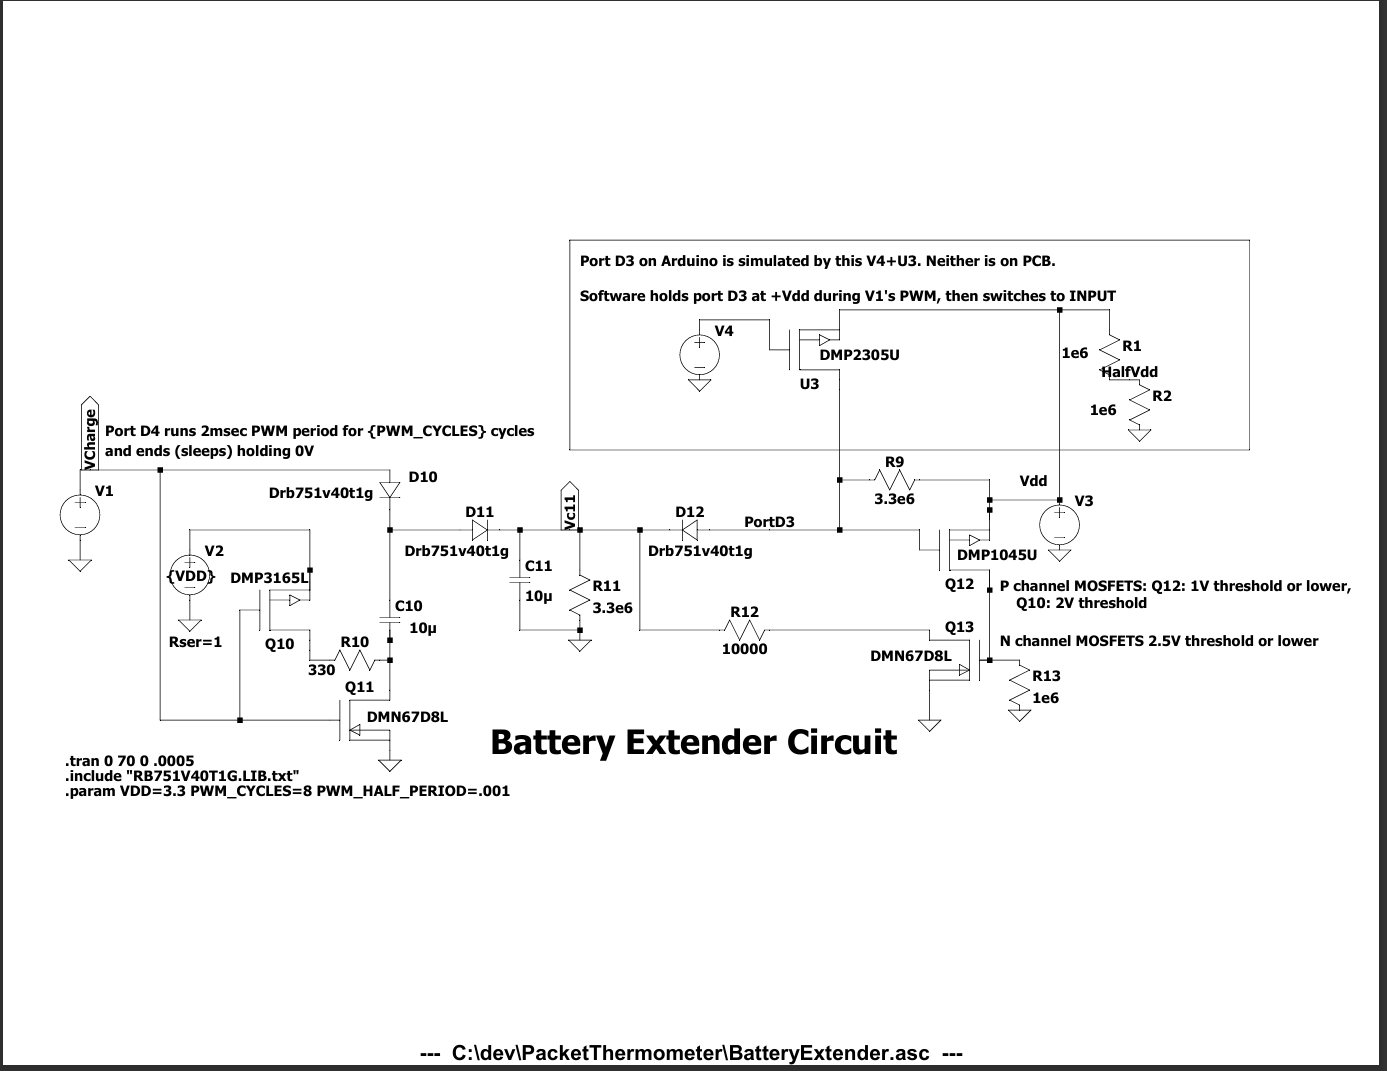 Port D3 on Arduino is simulated by this V4+U3. Neither is on PCB.
Software holds port D3 at +Vdd during V1's PWM, then switches to INPUT
V4
DMP2305U
U3
1e6
R1
HalfVdd
1e6
R2
VCharge
Port D4 runs 2msec PWM period for {PWM_CYCLES} cycles
and ends (sleeps) holding 0V
V1
D10
Drb751v40t1g
R9
3.3e6
Vdd
V3
D11
Drb751v40t1g
Vc11
D12
Drb751v40t1g
PortD3
V2
{VDD}
Rser=1
DMP3165L
Q10
C11
10µ
R11
3.3e6
DMP1045U
Q12
P channel MOSFETS: Q12: 1V threshold or lower,
Q10: 2V threshold
C10
10µ
R10
330
R12
10000
Q13
DMN67D8L
N channel MOSFETS 2.5V threshold or lower
R13
1e6
Q11
DMN67D8L
Battery Extender Circuit
.tran 0 70 0 .0005
.include "RB751V40T1G.LIB.txt"
.param VDD=3.3 PWM_CYCLES=8 PWM_HALF_PERIOD=.001
--- C:\dev\PacketThermometer\BatteryExtender.asc ---